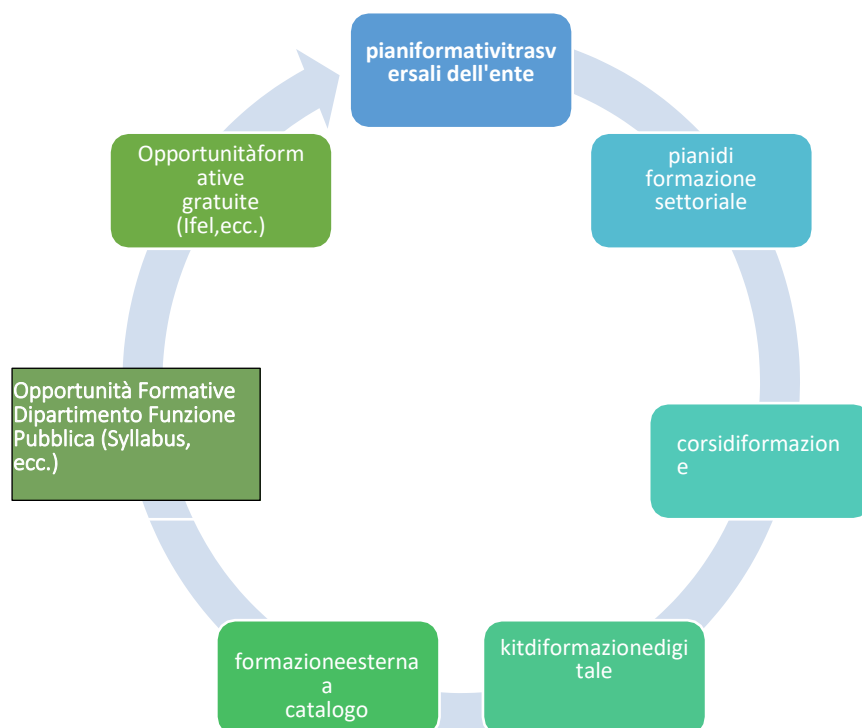 pianiformativitrasv
ersali dell'ente
pianidi
formazione
settoriale
corsidiformazion
e
kitdiformazionedigi
tale
formazioneesterna
a
catalogo
Opportunità Formative
Dipartimento Funzione
Pubblica (Syllabus,
ecc.)
Opportunitàform
ative
gratuite
(Ifel,ecc.)